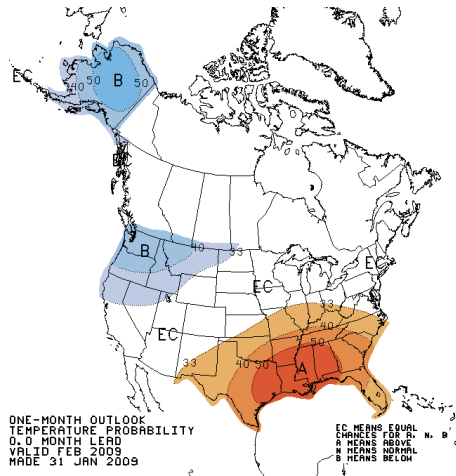 EC
40 50 B 50
B
B
40 33
EC
EC
EC
33
40
50
33 40 50
A
ONE-MONTH OUTLOOK
TEMPERATURE PROBABILITY
0.0 MONTH LEAD
VALID FEB 2009
MADE 31 JAN 2009
EC MEANS EQUAL
CHANCES FOR A, N, B
A MEANS ABOVE
N MEANS NORMAL
B MEANS BELOW